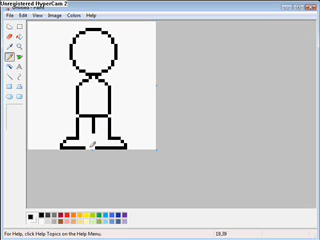 Unregistered HyperCam 2
File Edit View Image Colors Help
For Help, click Help Topics on the Help Menu.
19,39